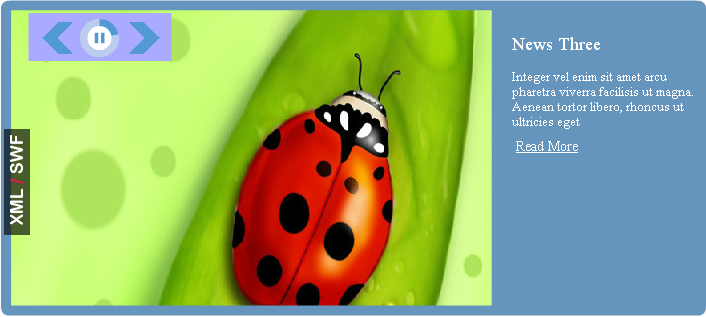 XML / SWF
News Three
Integer vel enim sit amet arcu
pharetra viverra facilisis ut magna.
Aenean tortor libero, rhoncus ut
ultricies eget
Read More